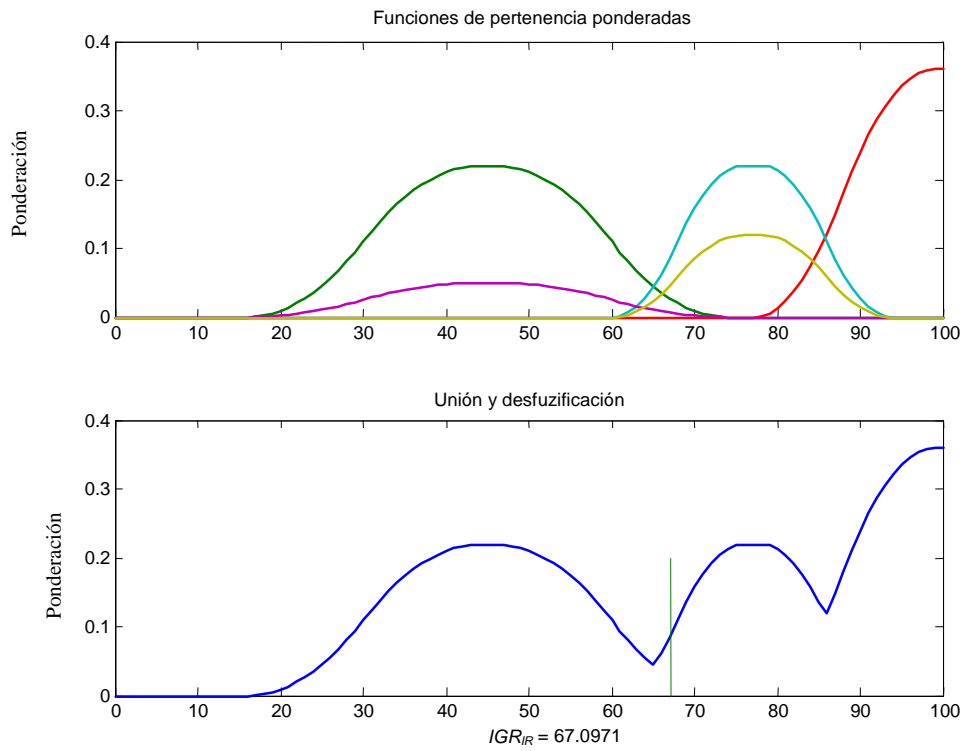 Funciones de pertenencia ponderadas
0.4
0.3
0.2
0.1
0
Ponderación
0 10 20 30 40 50 60 70 80 90 100
Unión y desfuzificación
0.4
0.3
0.2
0.1
0
Ponderación
0 10 20 30 40 50 60 70 80 90 100
IGR_IR = 67.0971